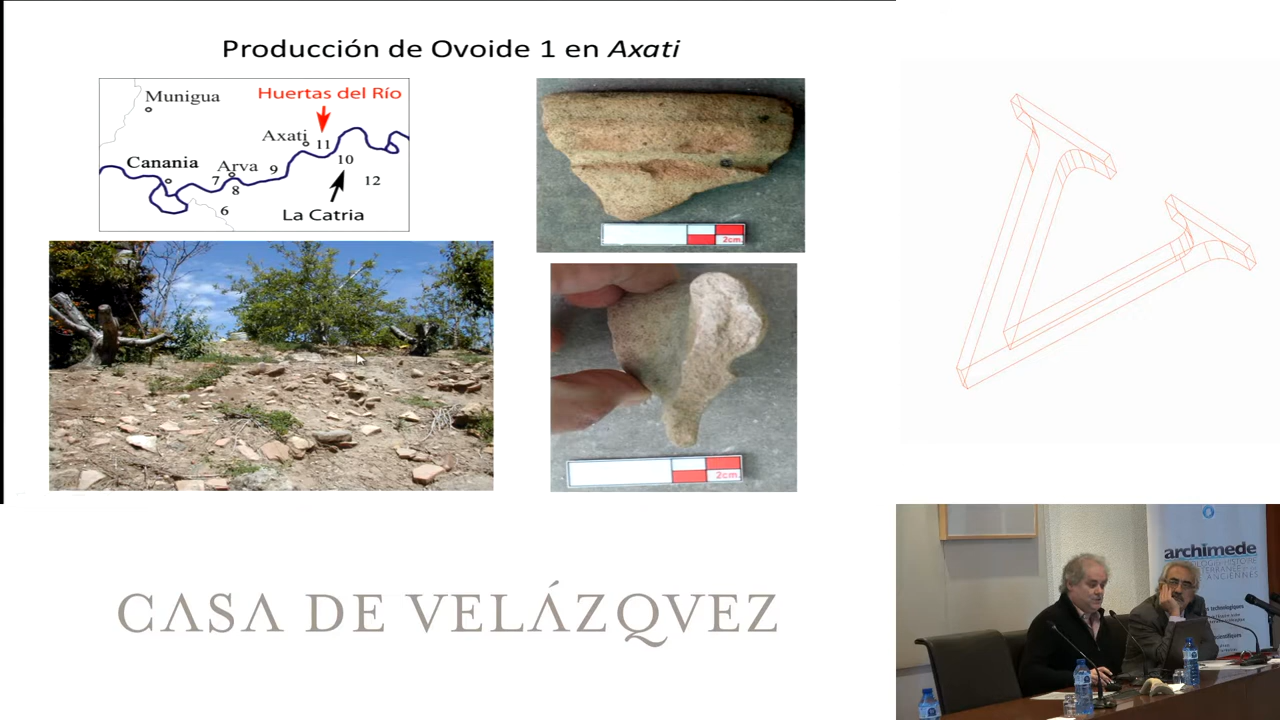 Producción de Ovoide 1 en Axati
Munigua
Huertas del Río
Axati
11
Canania
Arva
9
10
7
8
12
6
La Catria
2cm.
2cm.
CASA DE VELÁZQVEZ
archimede
ANCIENNES